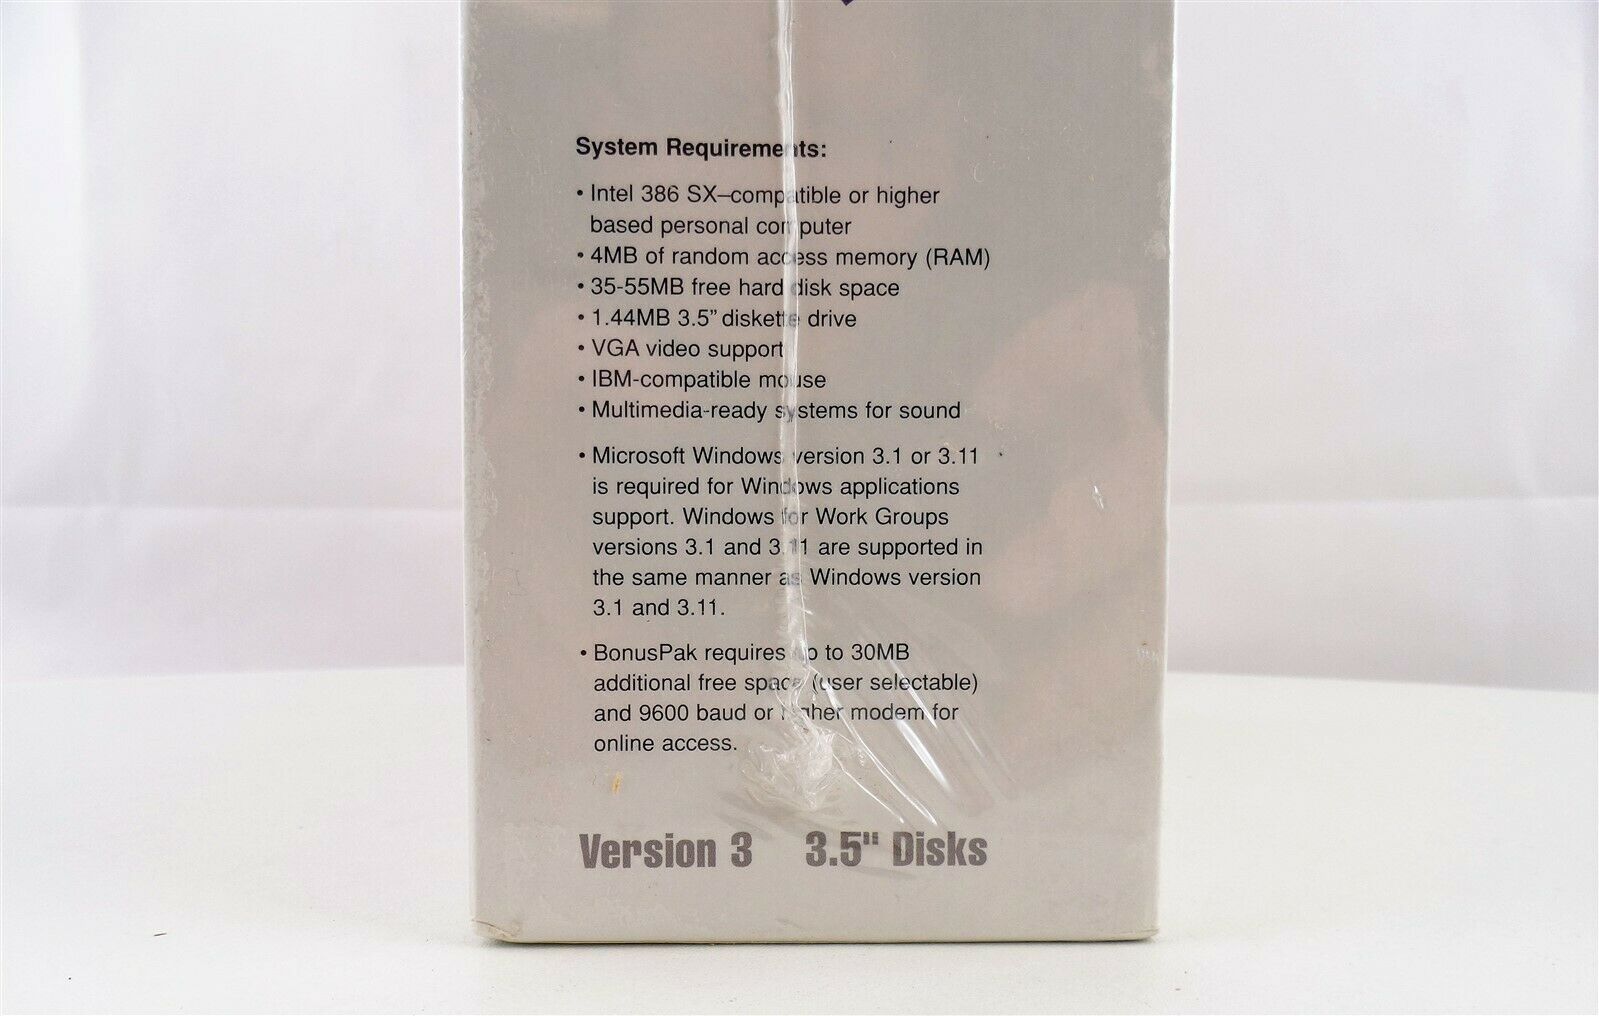 System Requirements:
• Intel 386 SX–compatible or higher
based personal computer
• 4MB of random access memory (RAM)
• 35-55MB free hard disk space
• 1.44MB 3.5” diskette drive
• VGA video support
• IBM-compatible mouse
• Multimedia-ready systems for sound
• Microsoft Windows version 3.1 or 3.11
is required for Windows applications
support. Windows for Work Groups
versions 3.1 and 3.11 are supported in
the same manner as Windows version
3.1 and 3.11.
• BonusPak requires up to 30MB
additional free space (user selectable)
and 9600 baud or higher modem for
online access.
Version 3 3.5" Disks